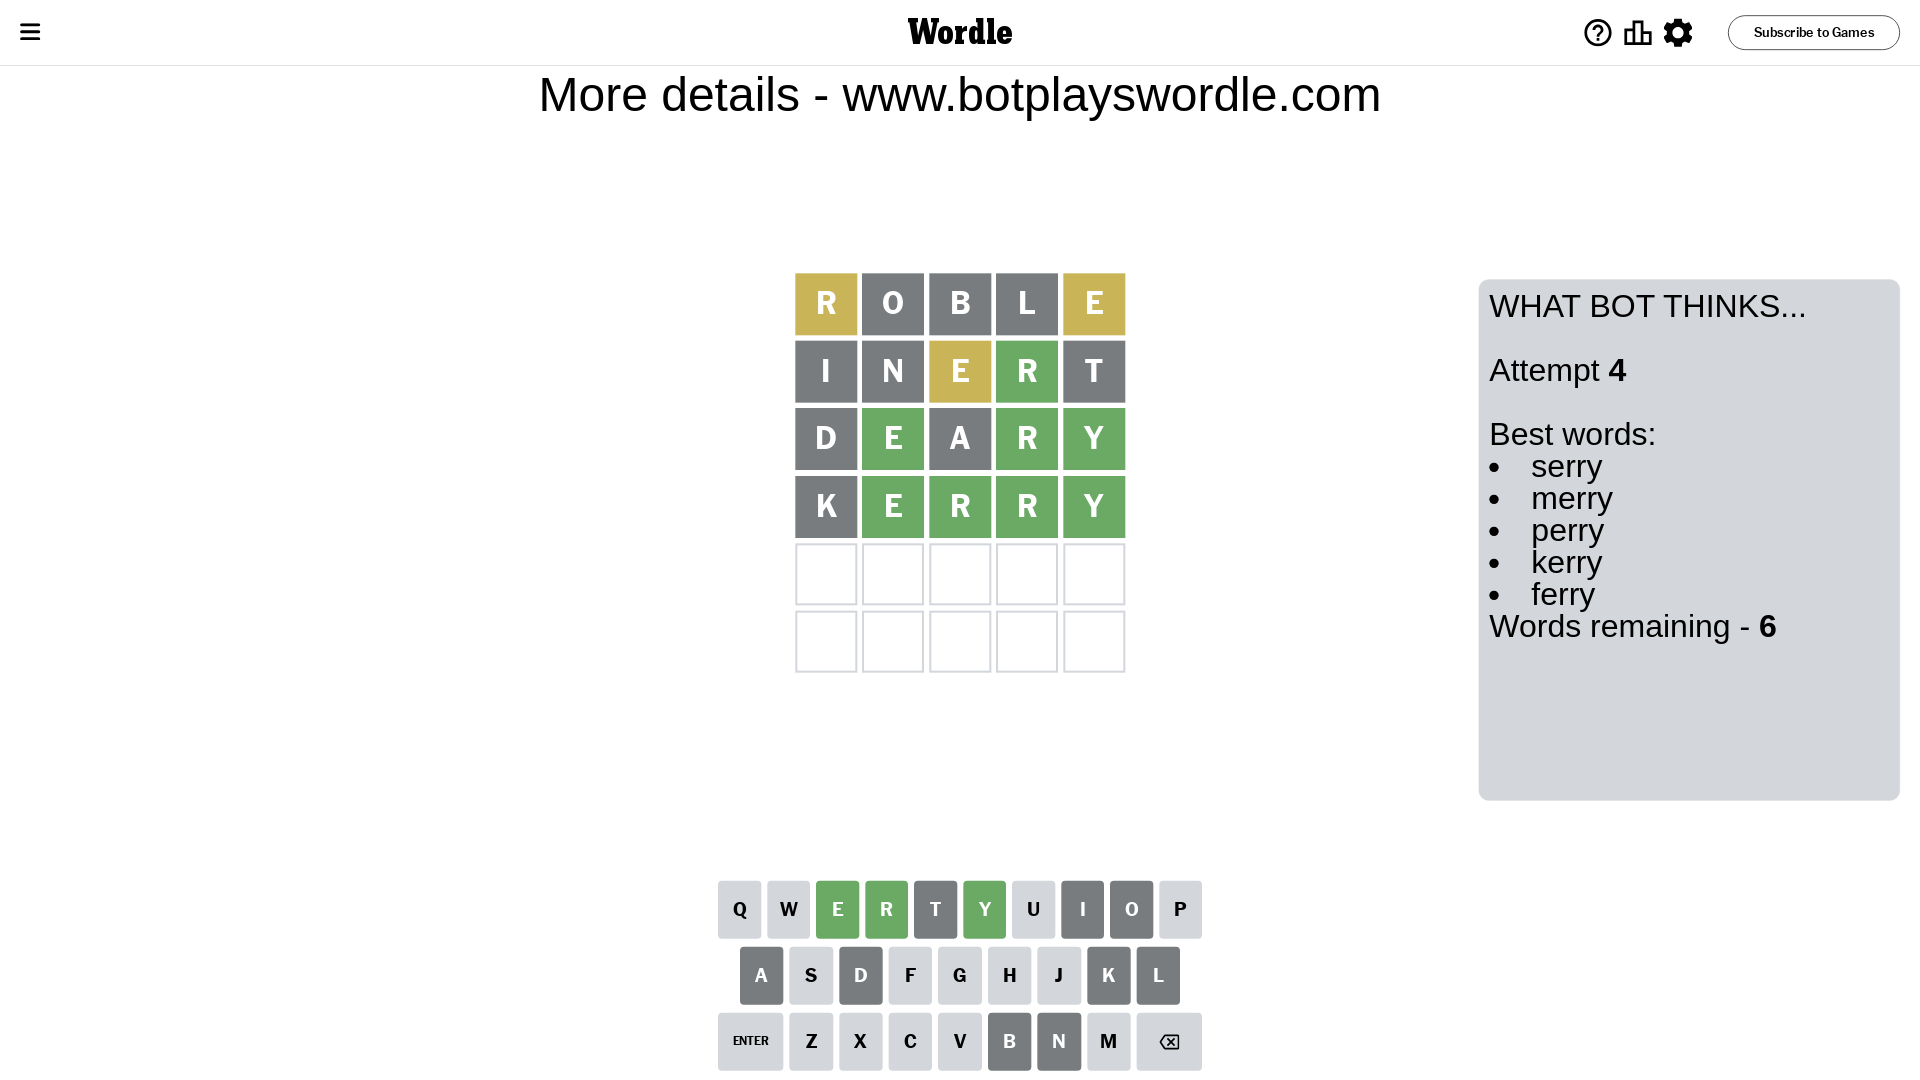 Wordle
Subscribe to Games
More details - www.botplayswordle.com
R O B L E
I N E R T
D E A R Y
K E R R Y
WHAT BOT THINKS...
Attempt 4
Best words:
• serry
• merry
• perry
• kerry
• ferry
Words remaining - 6
Q W E R T Y U I O P
A S D F G H J K L
ENTER Z X C V B N M